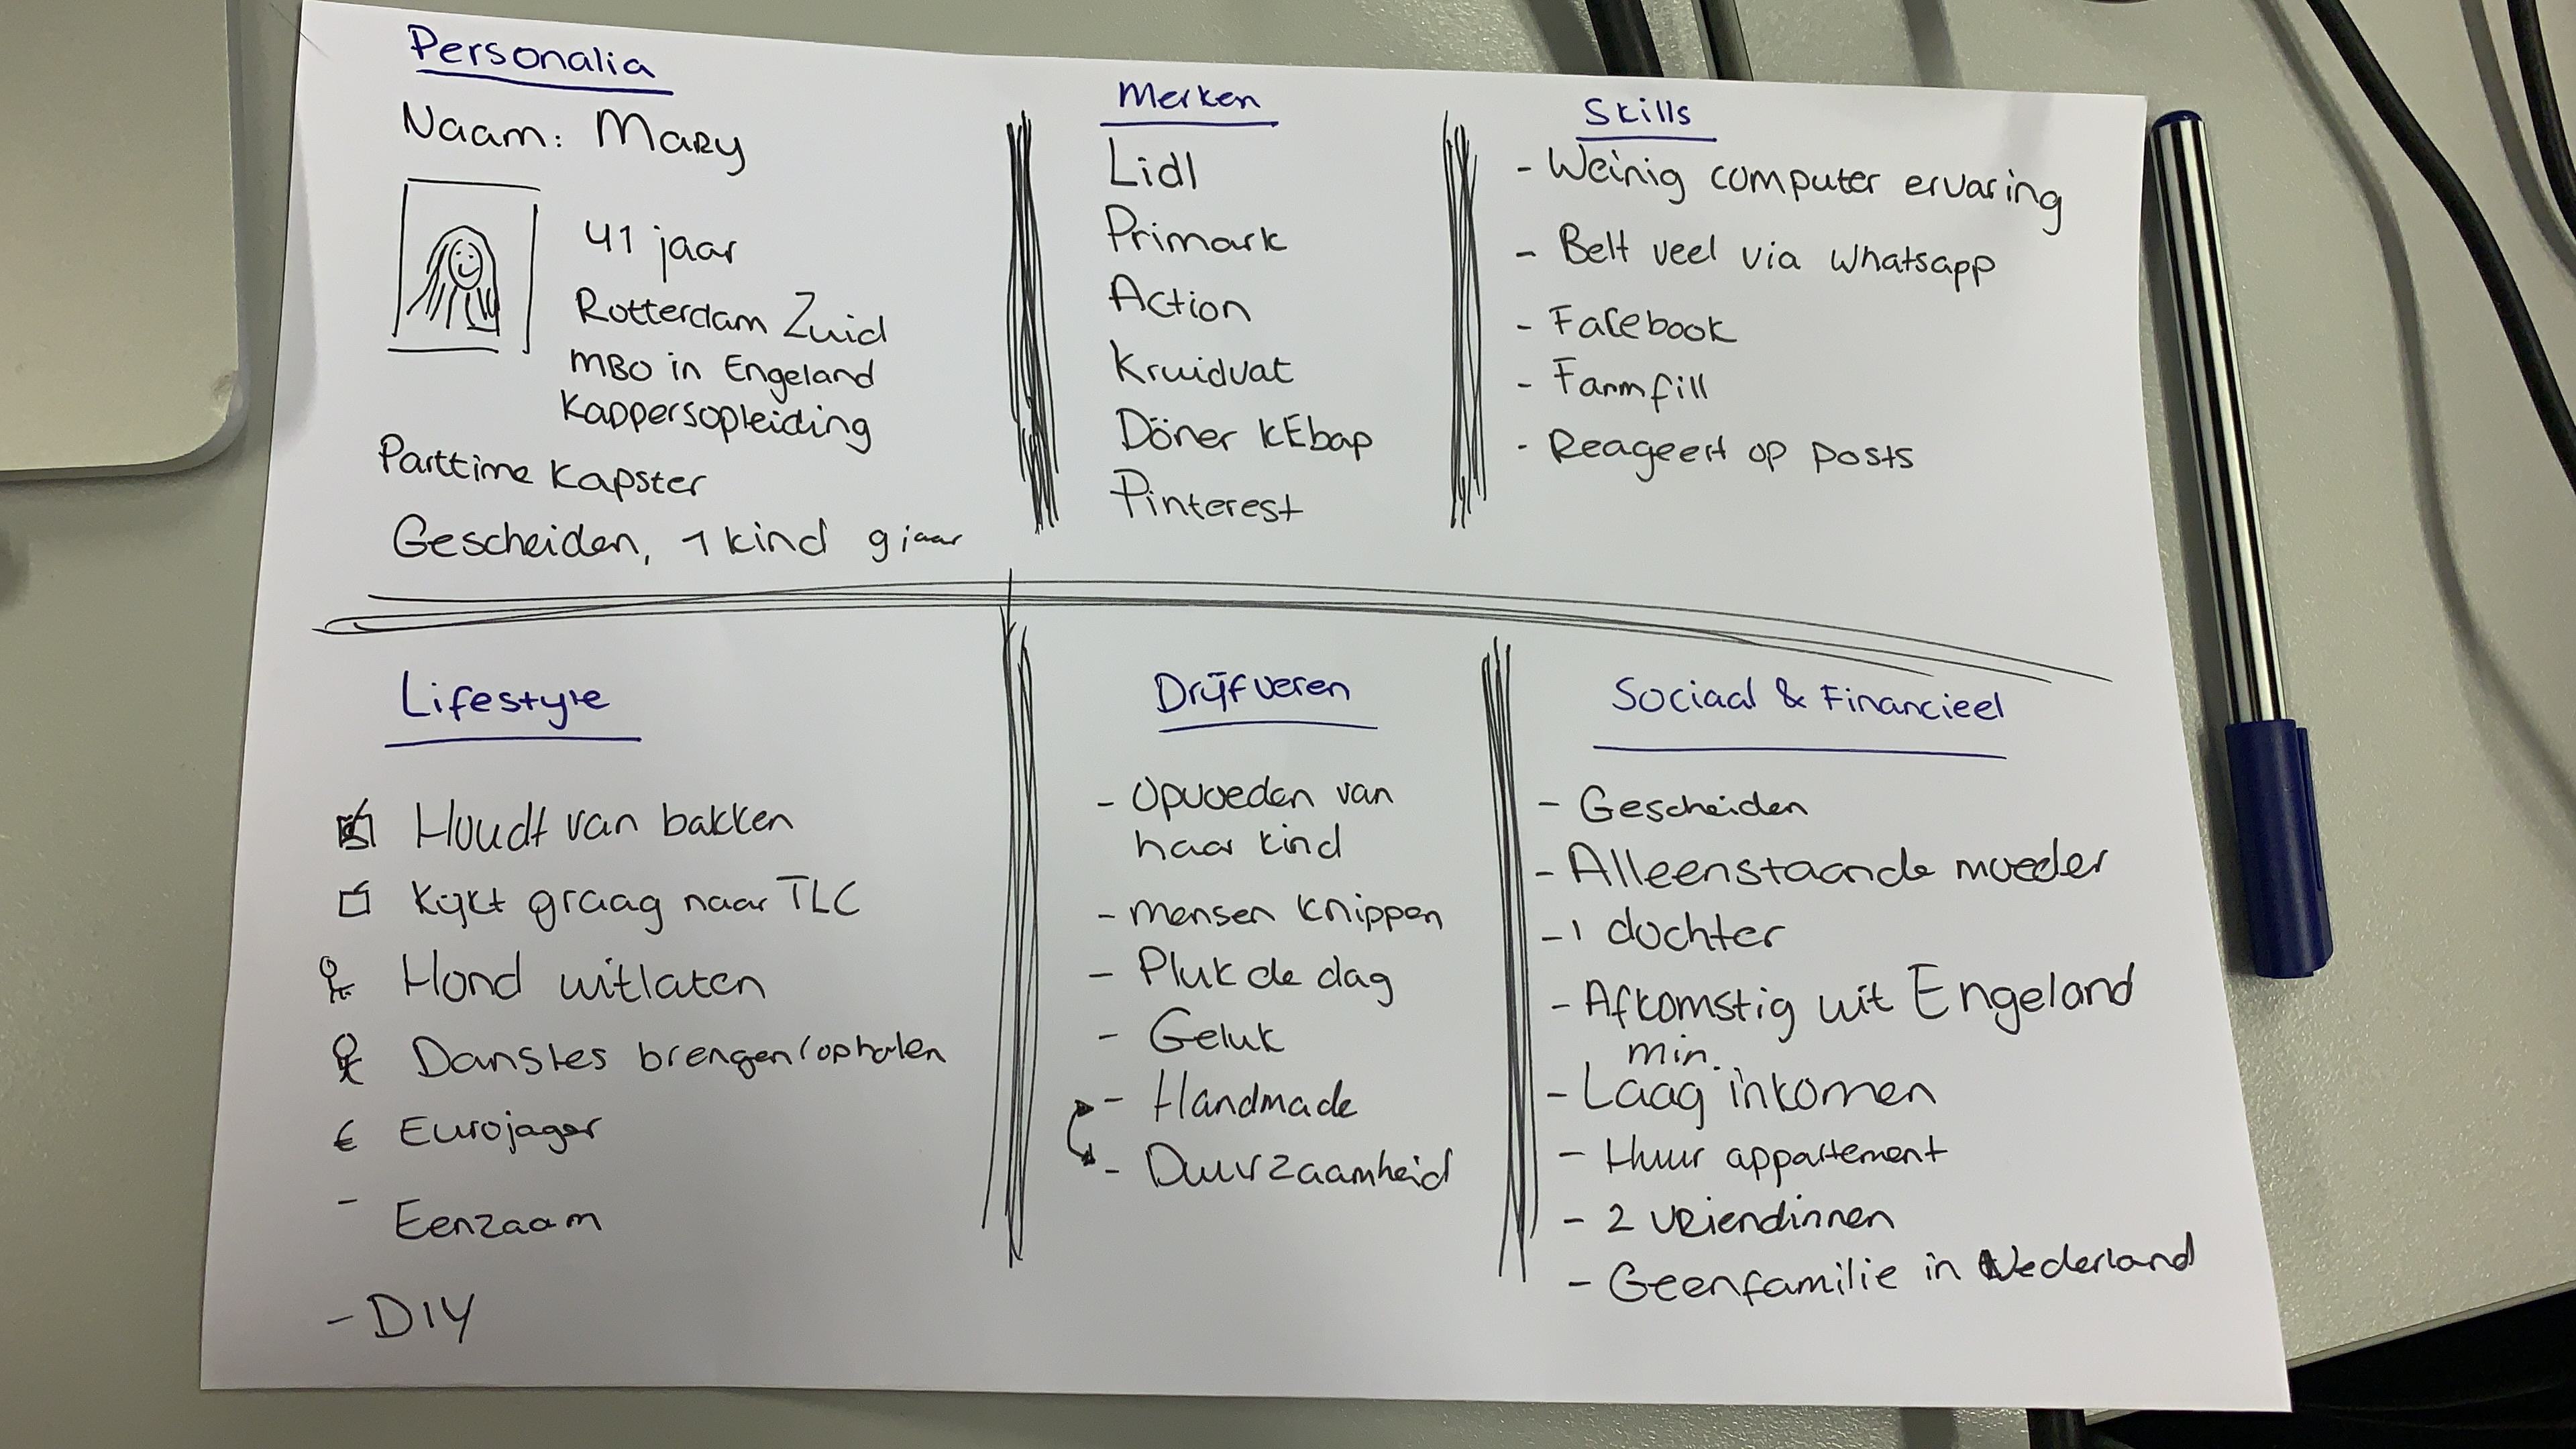 Personalia
Naam: Mary
41 jaar
Rotterdam Zuid
MBO in Engeland
Kappersopleiding
Parttime Kapster
Gescheiden, 1 kind 9 jaar
Merken
Lidl
Primark
Action
Kruidvat
Döner kEbap
Pinterest
Skills
- Weinig computer ervaring
- Belt veel via whatsapp
- Facebook
- Farmfill
- Reageert op posts
Lifestyle
Houdt van bakken
Kijkt graag naar TLC
Hond uitlaten
Dansles brengen/ophalen
€ Eurojager
- Eenzaam
- DIY
Drijfveren
- Opvoeden van
haar kind
- mensen knippen
- Pluk de dag
- Geluk
- Handmade
- Duurzaamheid
Sociaal & Financieel
- Gescheiden
- Alleenstaande moeder
- 1 dochter
- Afkomstig uit Engeland
min.
- Laag inkomen
- Huur appartement
- 2 vriendinnen
- Geen familie in Nederland